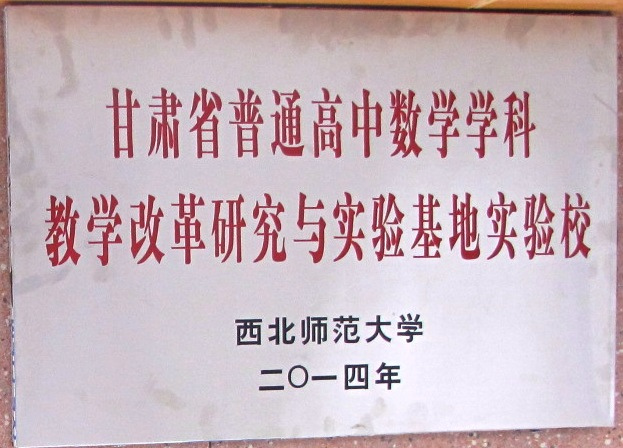 甘肃省普通高中数学学科
教学改革研究与实验基地实验校
西北师范大学
二〇一四年